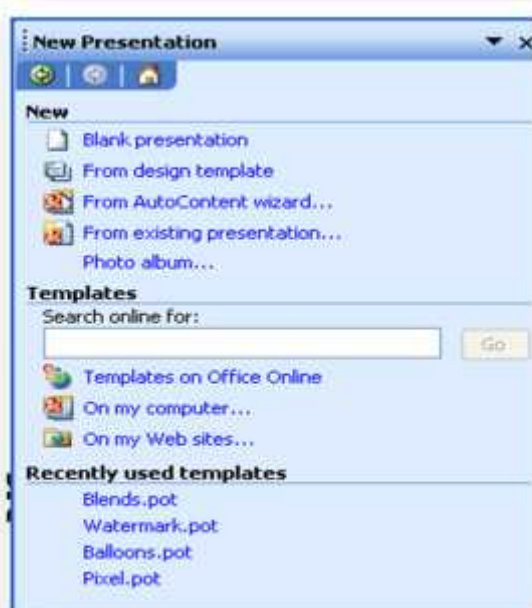 New Presentation
New
Blank presentation
From design template
From AutoContent wizard...
From existing presentation...
Photo album...
Templates
Search online for:
Go
Templates on Office Online
On my computer...
On my Web sites...
Recently used templates
Blends.pot
Watermark.pot
Balloons.pot
Pixel.pot